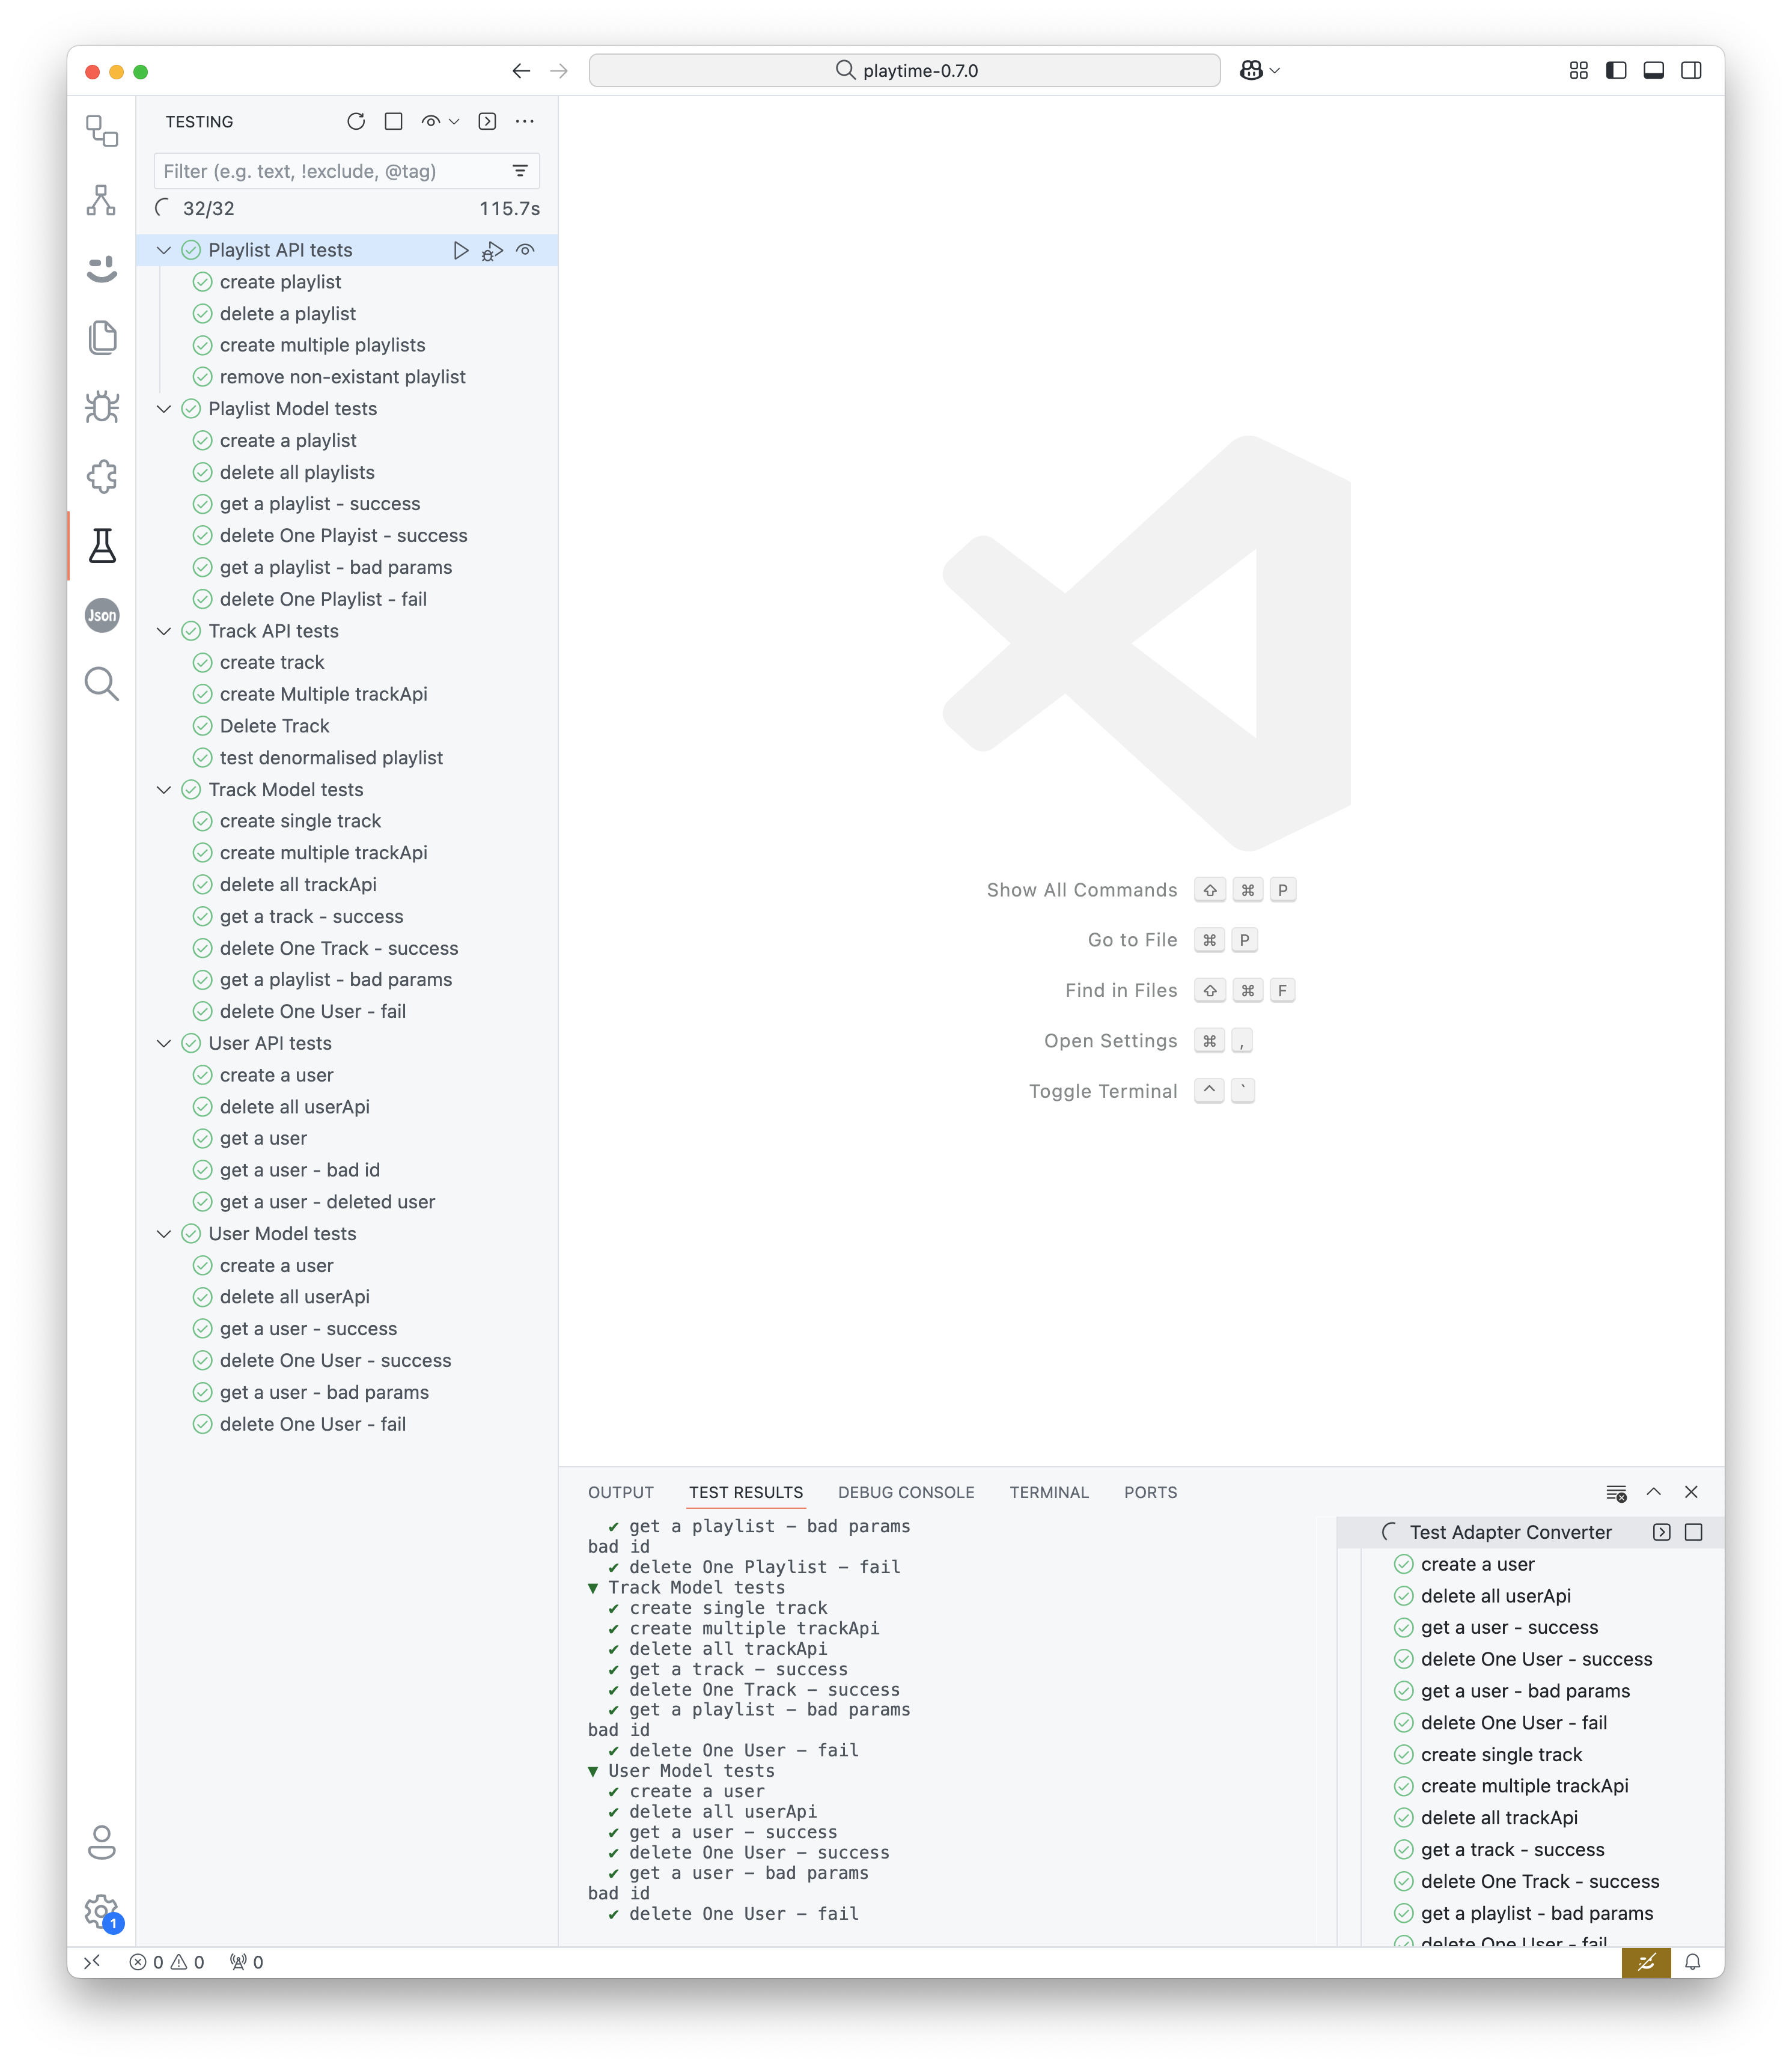 playtime-0.7.0
TESTING
Filter (e.g. text, !exclude, @tag)
32/32 115.7s
Playlist API tests
create playlist
delete a playlist
create multiple playlists
remove non-existant playlist
Playlist Model tests
create a playlist
delete all playlists
get a playlist - success
delete One Playist - success
get a playlist - bad params
delete One Playlist - fail
Track API tests
create track
create Multiple trackApi
Delete Track
test denormalised playlist
Track Model tests
create single track
create multiple trackApi
delete all trackApi
get a track - success
delete One Track - success
get a playlist - bad params
delete One User - fail
User API tests
create a user
delete all userApi
get a user
get a user - bad id
get a user - deleted user
User Model tests
create a user
delete all userApi
get a user - success
delete One User - success
get a user - bad params
delete One User - fail
Json
1
Show All Commands ⇧ ⌘ P
Go to File ⌘ P
Find in Files ⇧ ⌘ F
Open Settings ⌘ ,
Toggle Terminal ^ `
OUTPUT TEST RESULTS DEBUG CONSOLE TERMINAL PORTS
✔ get a playlist – bad params
bad id
✔ delete One Playlist – fail
▼ Track Model tests
✔ create single track
✔ create multiple trackApi
✔ delete all trackApi
✔ get a track – success
✔ delete One Track – success
✔ get a playlist – bad params
bad id
✔ delete One User – fail
▼ User Model tests
✔ create a user
✔ delete all userApi
✔ get a user – success
✔ delete One User – success
✔ get a user – bad params
bad id
✔ delete One User – fail
Test Adapter Converter
create a user
delete all userApi
get a user - success
delete One User - success
get a user - bad params
delete One User - fail
create single track
create multiple trackApi
delete all trackApi
get a track - success
delete One Track - success
get a playlist - bad params
delete One User - fail
0 0 0